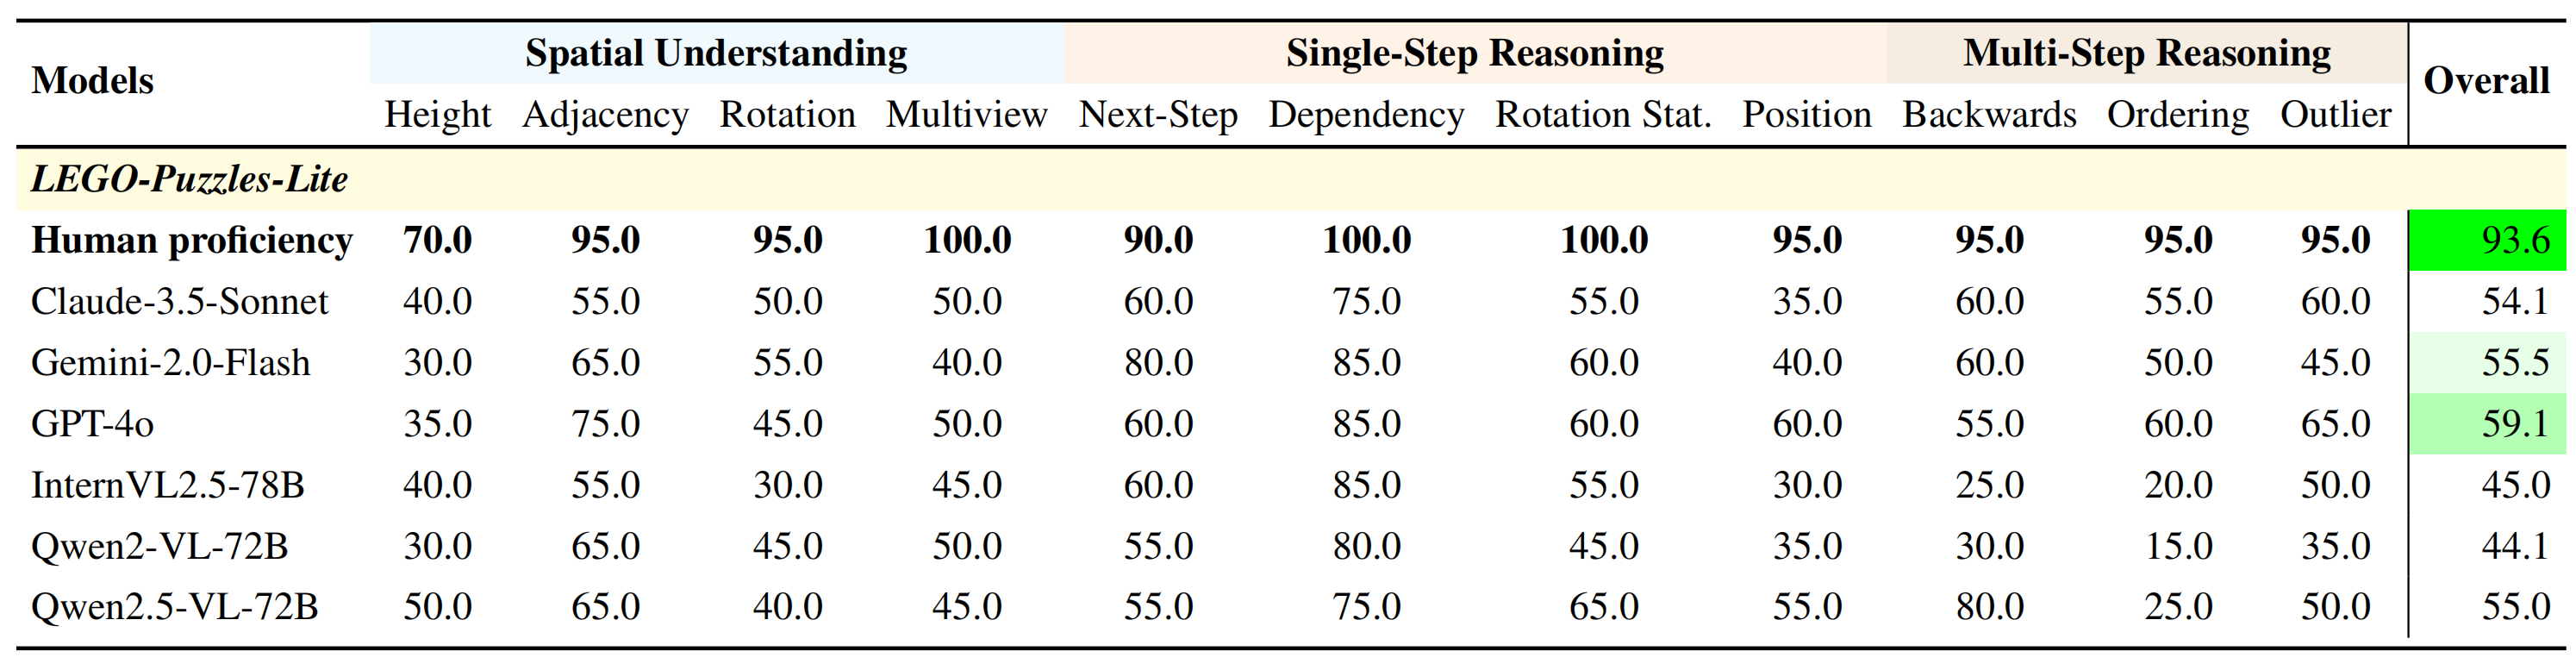 Models Spatial Understanding Single-Step Reasoning Multi-Step Reasoning Overall
Height Adjacency Rotation Multiview Next-Step Dependency Rotation Stat. Position Backwards Ordering Outlier
LEGO-Puzzles-Lite
Human proficiency 70.0 95.0 95.0 100.0 90.0 100.0 100.0 95.0 95.0 95.0 95.0 93.6
Claude-3.5-Sonnet 40.0 55.0 50.0 50.0 60.0 75.0 55.0 35.0 60.0 55.0 60.0 54.1
Gemini-2.0-Flash 30.0 65.0 55.0 40.0 80.0 85.0 60.0 40.0 60.0 50.0 45.0 55.5
GPT-4o 35.0 75.0 45.0 50.0 60.0 85.0 60.0 60.0 55.0 60.0 65.0 59.1
InternVL2.5-78B 40.0 55.0 30.0 45.0 60.0 85.0 55.0 30.0 25.0 20.0 50.0 45.0
Qwen2-VL-72B 30.0 65.0 45.0 50.0 55.0 80.0 45.0 35.0 30.0 15.0 35.0 44.1
Qwen2.5-VL-72B 50.0 65.0 40.0 45.0 55.0 75.0 65.0 55.0 80.0 25.0 50.0 55.0